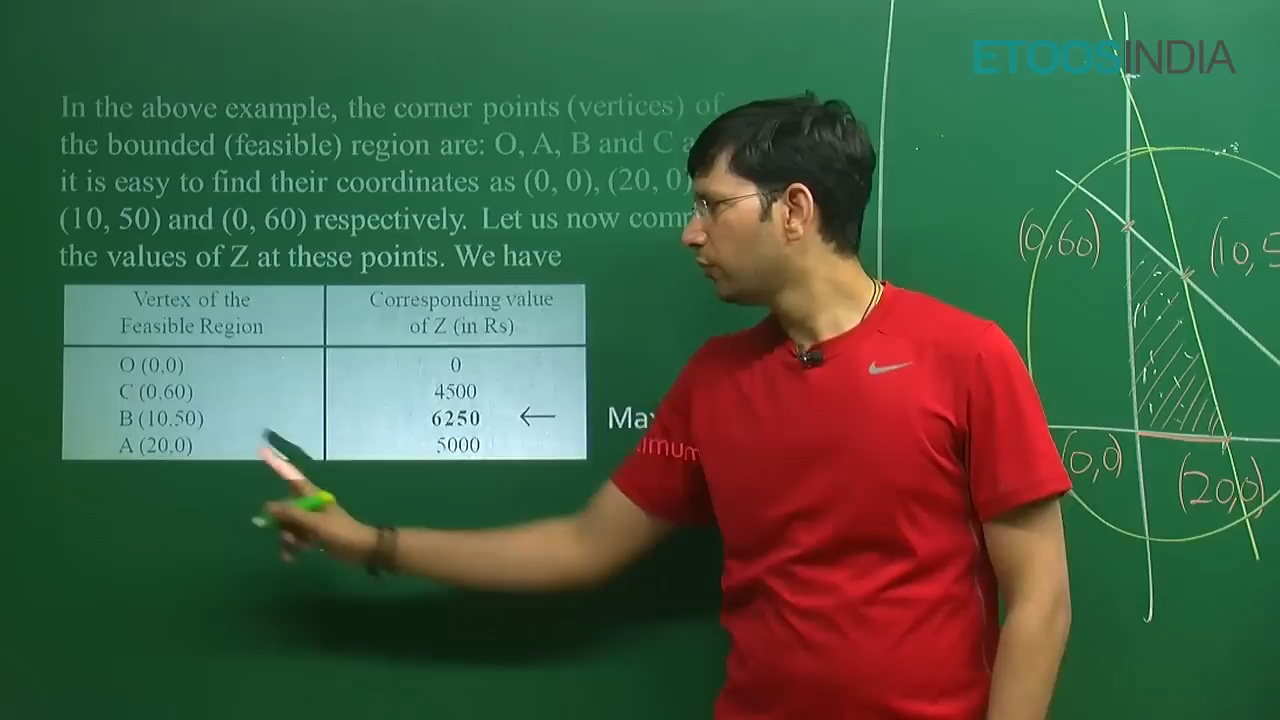 ETOOSINDIA
In the above example, the corner points (vertices) of
the bounded (feasible) region are: O, A, B and C
it is easy to find their coordinates as (0, 0), (20, 0)
(10, 50) and (0, 60) respectively. Let us now
the values of Z at these points. We have
Vertex of the Feasible Region
Corresponding value of Z (in Rs)
O (0,0) 0
C (0,60) 4500
B (10,50) 6250 ← Maximum
A (20,0) 5000
(0,60)
(10,5
(0,0)
(20,0)